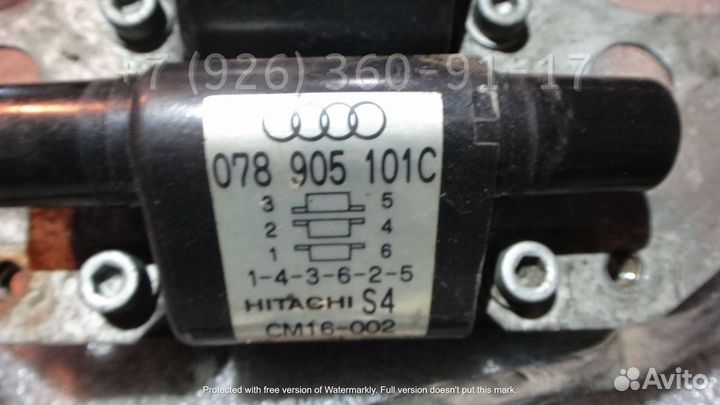 +7 (926) 360-91-17
078 905 101C
3 5
2 4
1 6
1-4-3-6-2-5
HITACHI S4
CM16-002
Protected with free version of Watermarkly. Full version doesn't put this mark.
Avito